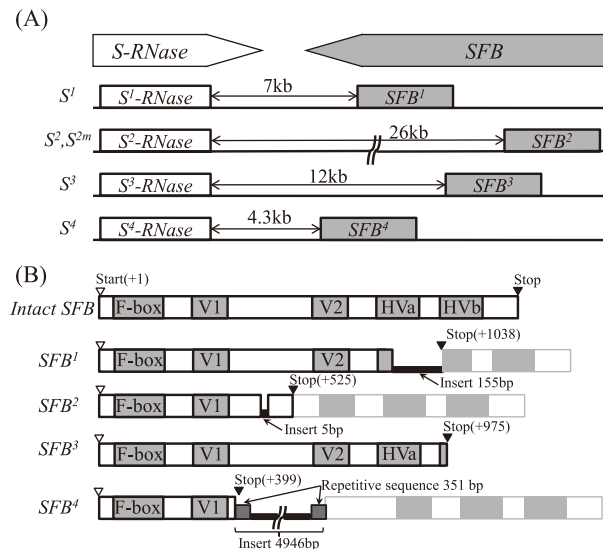 (A)
S-RNase SFB
7kb
S1 S1-RNase SFB1
26kb
S2,S2m S2-RNase SFB2
12kb
S3 S3-RNase SFB3
4.3kb
S4 S4-RNase SFB4
(B)
Start(+1) Stop
Intact SFB F-box V1 V2 HVa HVb
Stop(+1038)
SFB1 F-box V1 V2
Insert 155bp
Stop(+525)
SFB2 F-box V1
Insert 5bp
Stop(+975)
SFB3 F-box V1 V2 HVa
Stop(+399) Repetitive sequence 351 bp
SFB4 F-box V1
Insert 4946bp